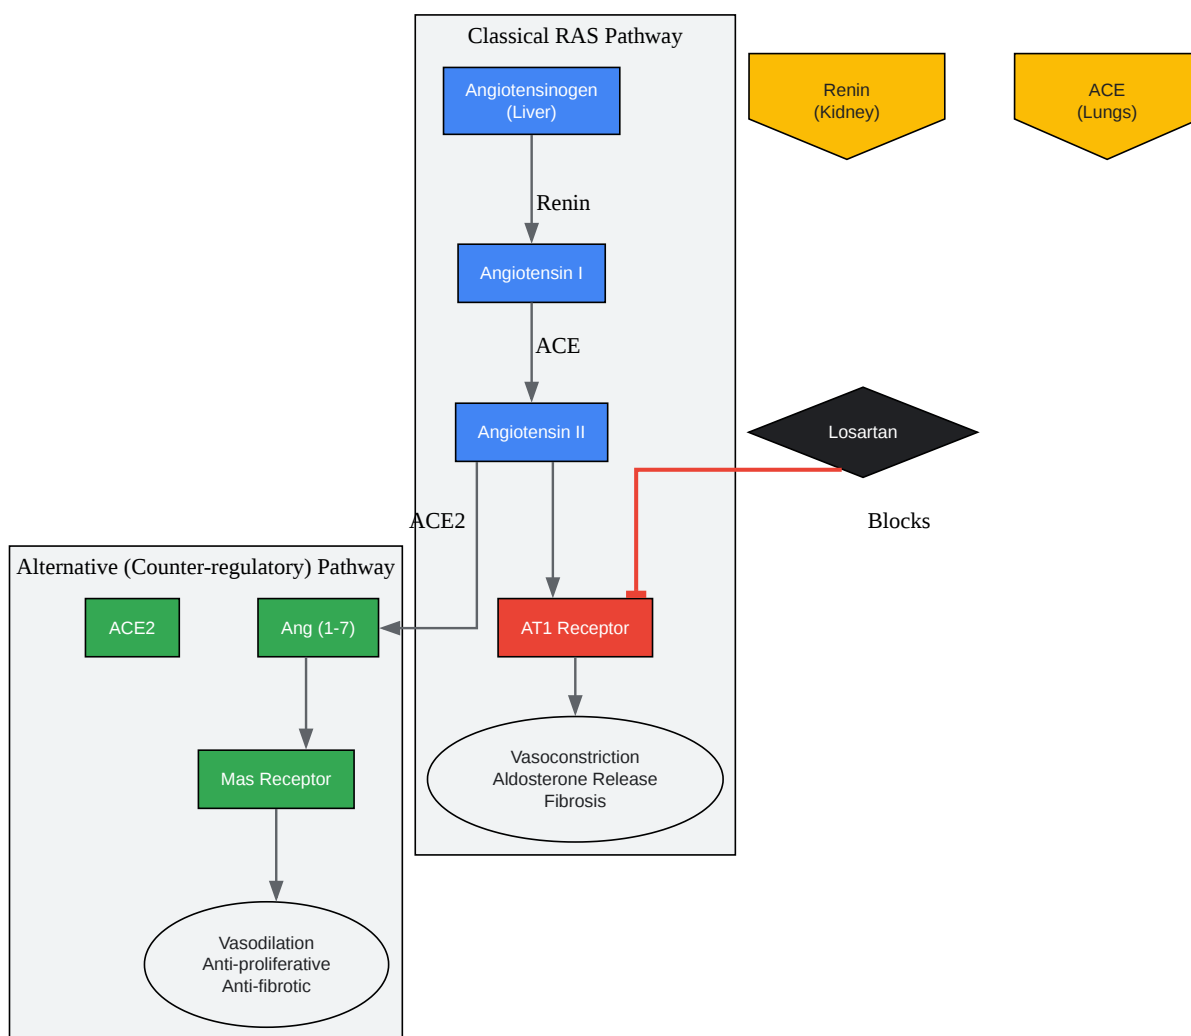 Classical RAS Pathway
Angiotensinogen
(Liver)
Renin
(Kidney)
ACE
(Lungs)
Renin
Angiotensin I
ACE
Angiotensin II
Losartan
ACE2
Blocks
Alternative (Counter-regulatory) Pathway
ACE2
Ang (1-7)
AT1 Receptor
Mas Receptor
Vasoconstriction
Aldosterone Release
Fibrosis
Vasodilation
Anti-proliferative
Anti-fibrotic